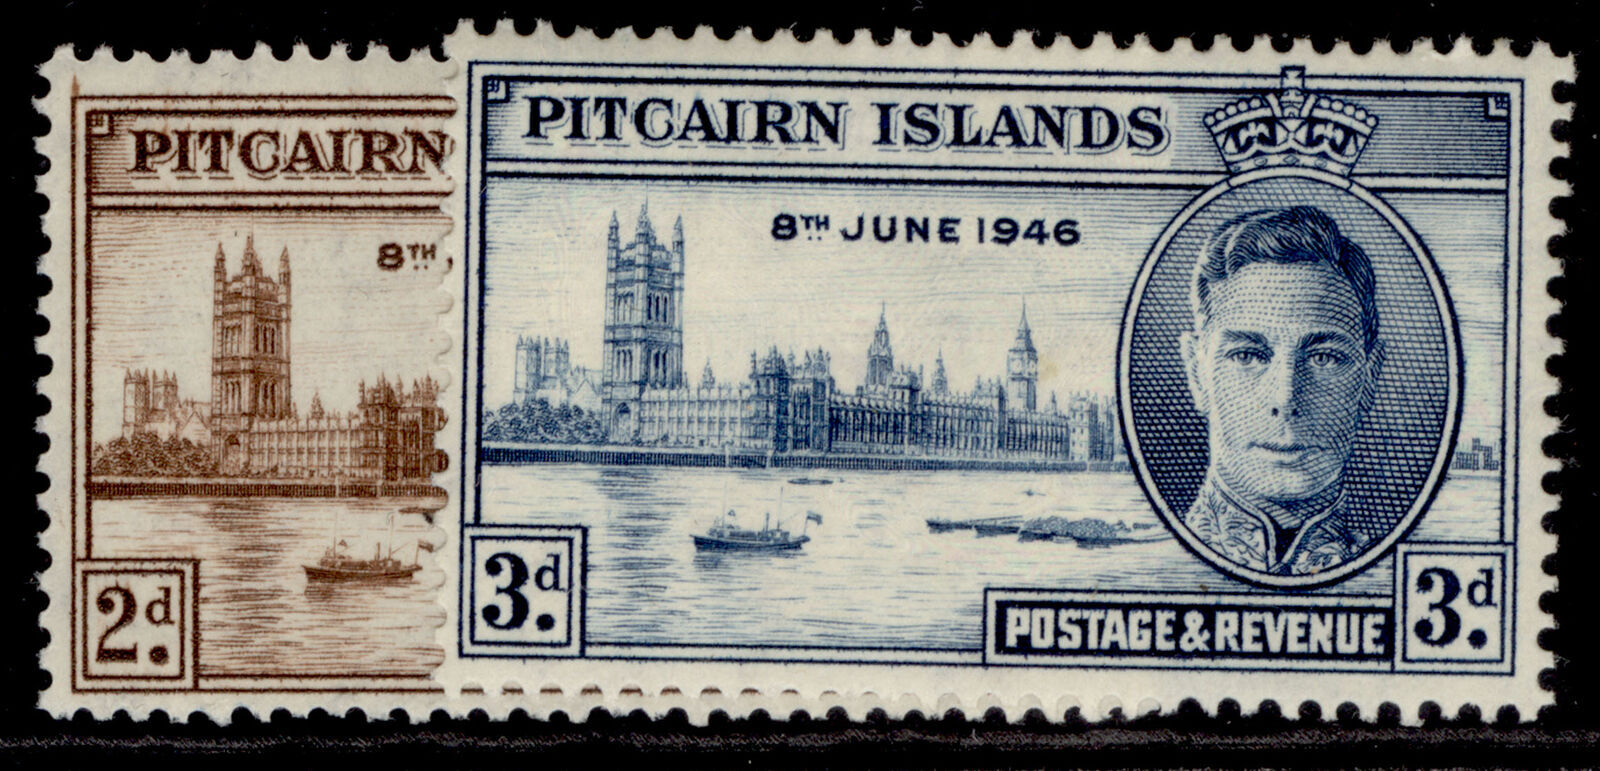 PITCAIRN
8TH
2d.
PITCAIRN ISLANDS
8TH JUNE 1946
3d.
POSTAGE & REVENUE
3d.